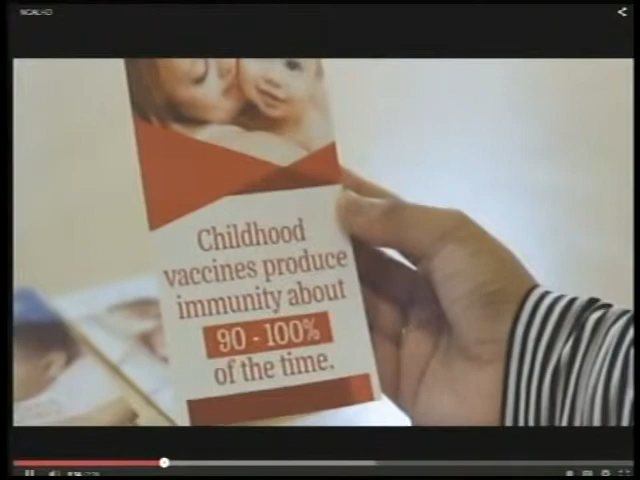 Childhood
vaccines produce
immunity about
90 - 100%
of the time.